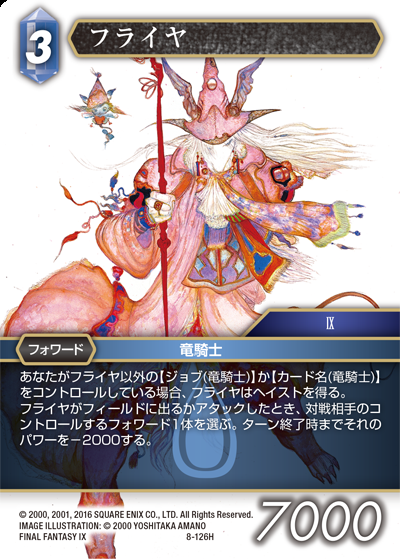 3
フライヤ
IX
フォワード
竜騎士
あなたがフライヤ以外の【ジョブ(竜騎士)】か【カード名(竜騎士)】
をコントロールしている場合、フライヤはヘイストを得る。
フライヤがフィールドに出るかアタックしたとき、対戦相手のコ
ントロールするフォワード1体を選ぶ。ターン終了時までそれの
パワーを－2000する。
© 2000, 2001, 2016 SQUARE ENIX CO., LTD. All Rights Reserved.
IMAGE ILLUSTRATION: © 2000 YOSHITAKA AMANO
FINAL FANTASY IX 8-126H
7000